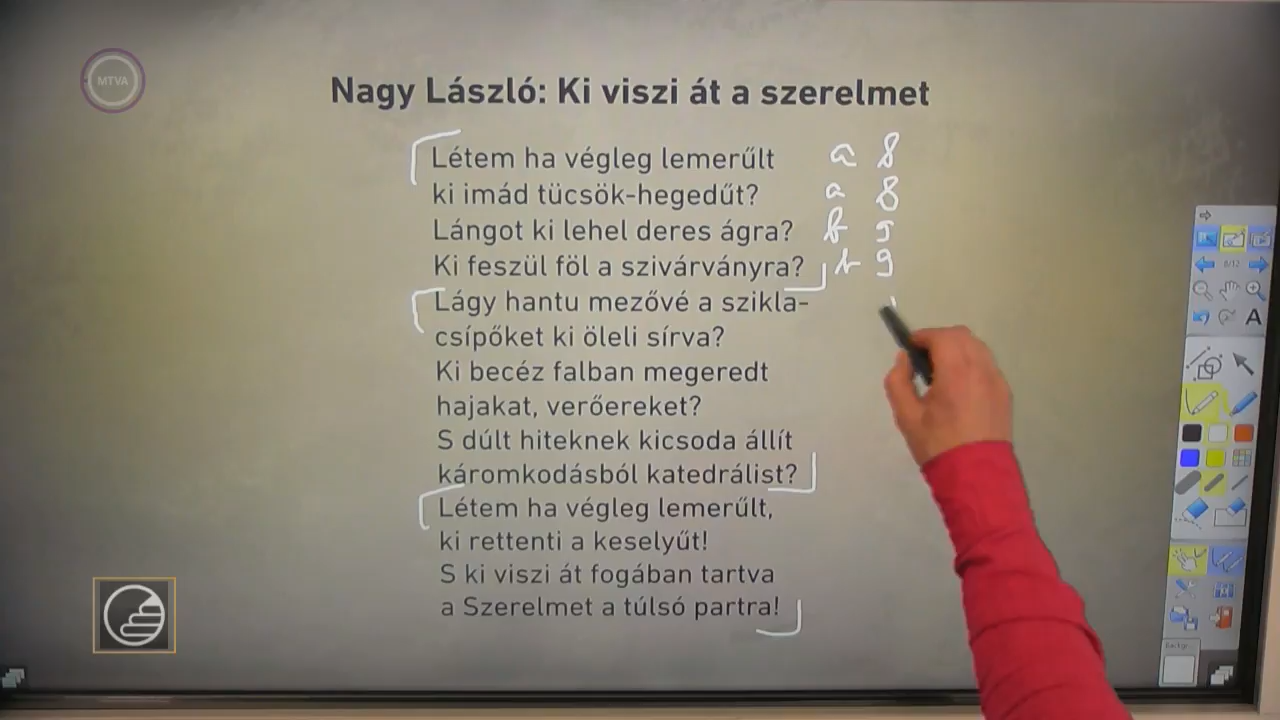 MTVA
Nagy László: Ki viszi át a szerelmet
Létem ha végleg lemerűlt a 8
ki imád tücsök-hegedűt? a 8
Lángot ki lehel deres ágra? b 9
Ki feszül föl a szivárványra? b 9
Lágy hantu mezővé a szikla-
csípőket ki öleli sírva?
Ki becéz falban megeredt
hajakat, verőereket?
S dúlt hiteknek kicsoda állít
káromkodásból katedrálist?
Létem ha végleg lemerűlt,
ki rettenti a keselyűt!
S ki viszi át fogában tartva
a Szerelmet a túlsó partra!
8/12
A